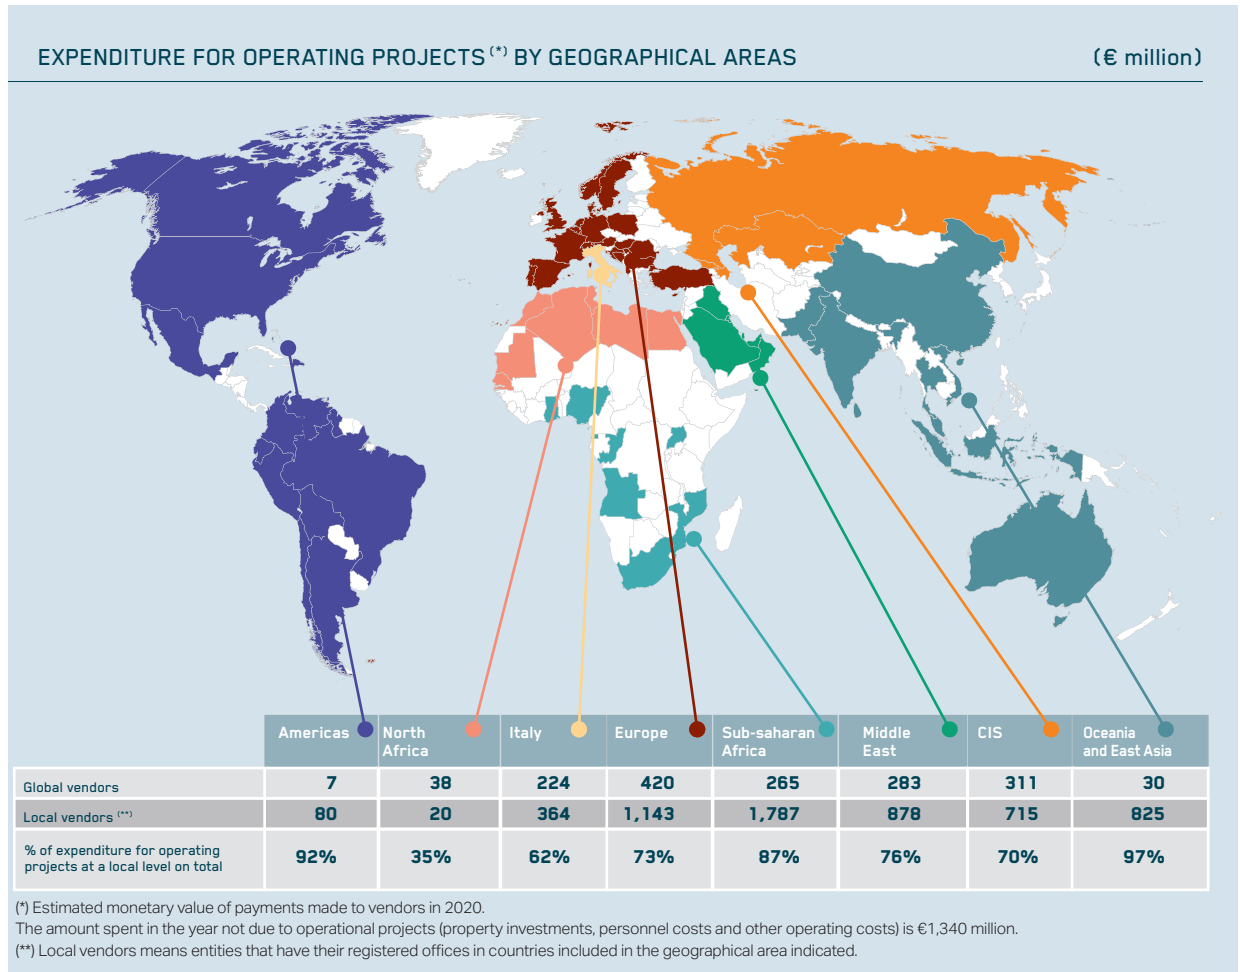 EXPENDITURE FOR OPERATING PROJECTS (*) BY GEOGRAPHICAL AREAS (€ million)
Americas North Africa Italy Europe Sub-saharan Africa Middle East CIS Oceania and East Asia
Global vendors 7 38 224 420 265 283 311 30
Local vendors (**) 80 20 364 1,143 1,787 878 715 825
% of expenditure for operating projects at a local level on total 92% 35% 62% 73% 87% 76% 70% 97%
(*) Estimated monetary value of payments made to vendors in 2020.
The amount spent in the year not due to operational projects (property investments, personnel costs and other operating costs) is €1,340 million.
(**) Local vendors means entities that have their registered offices in countries included in the geographical area indicated.